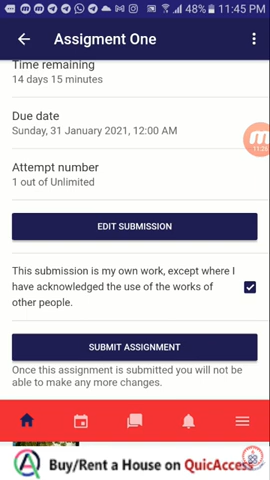 48% 11:45 PM
Assigment One
Time remaining
14 days 15 minutes
Due date
Sunday, 31 January 2021, 12:00 AM
11:26
Attempt number
1 out of Unlimited
EDIT SUBMISSION
This submission is my own work, except where I
have acknowledged the use of the works of
other people.
SUBMIT ASSIGNMENT
Once this assignment is submitted you will not be
able to make any more changes.
Buy/Rent a House on QuicAccess